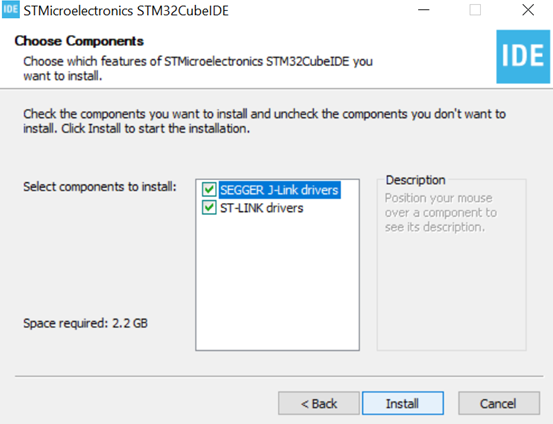 STMicroelectronics STM32CubeIDE
Choose Components
Choose which features of STMicroelectronics STM32CubeIDE you
want to install.
IDE
Check the components you want to install and uncheck the components you don't want to
install. Click Install to start the installation.
Select components to install:
SEGGER J-Link drivers
ST-LINK drivers
Description
Position your mouse
over a component to
see its description.
Space required: 2.2 GB
< Back
Install
Cancel